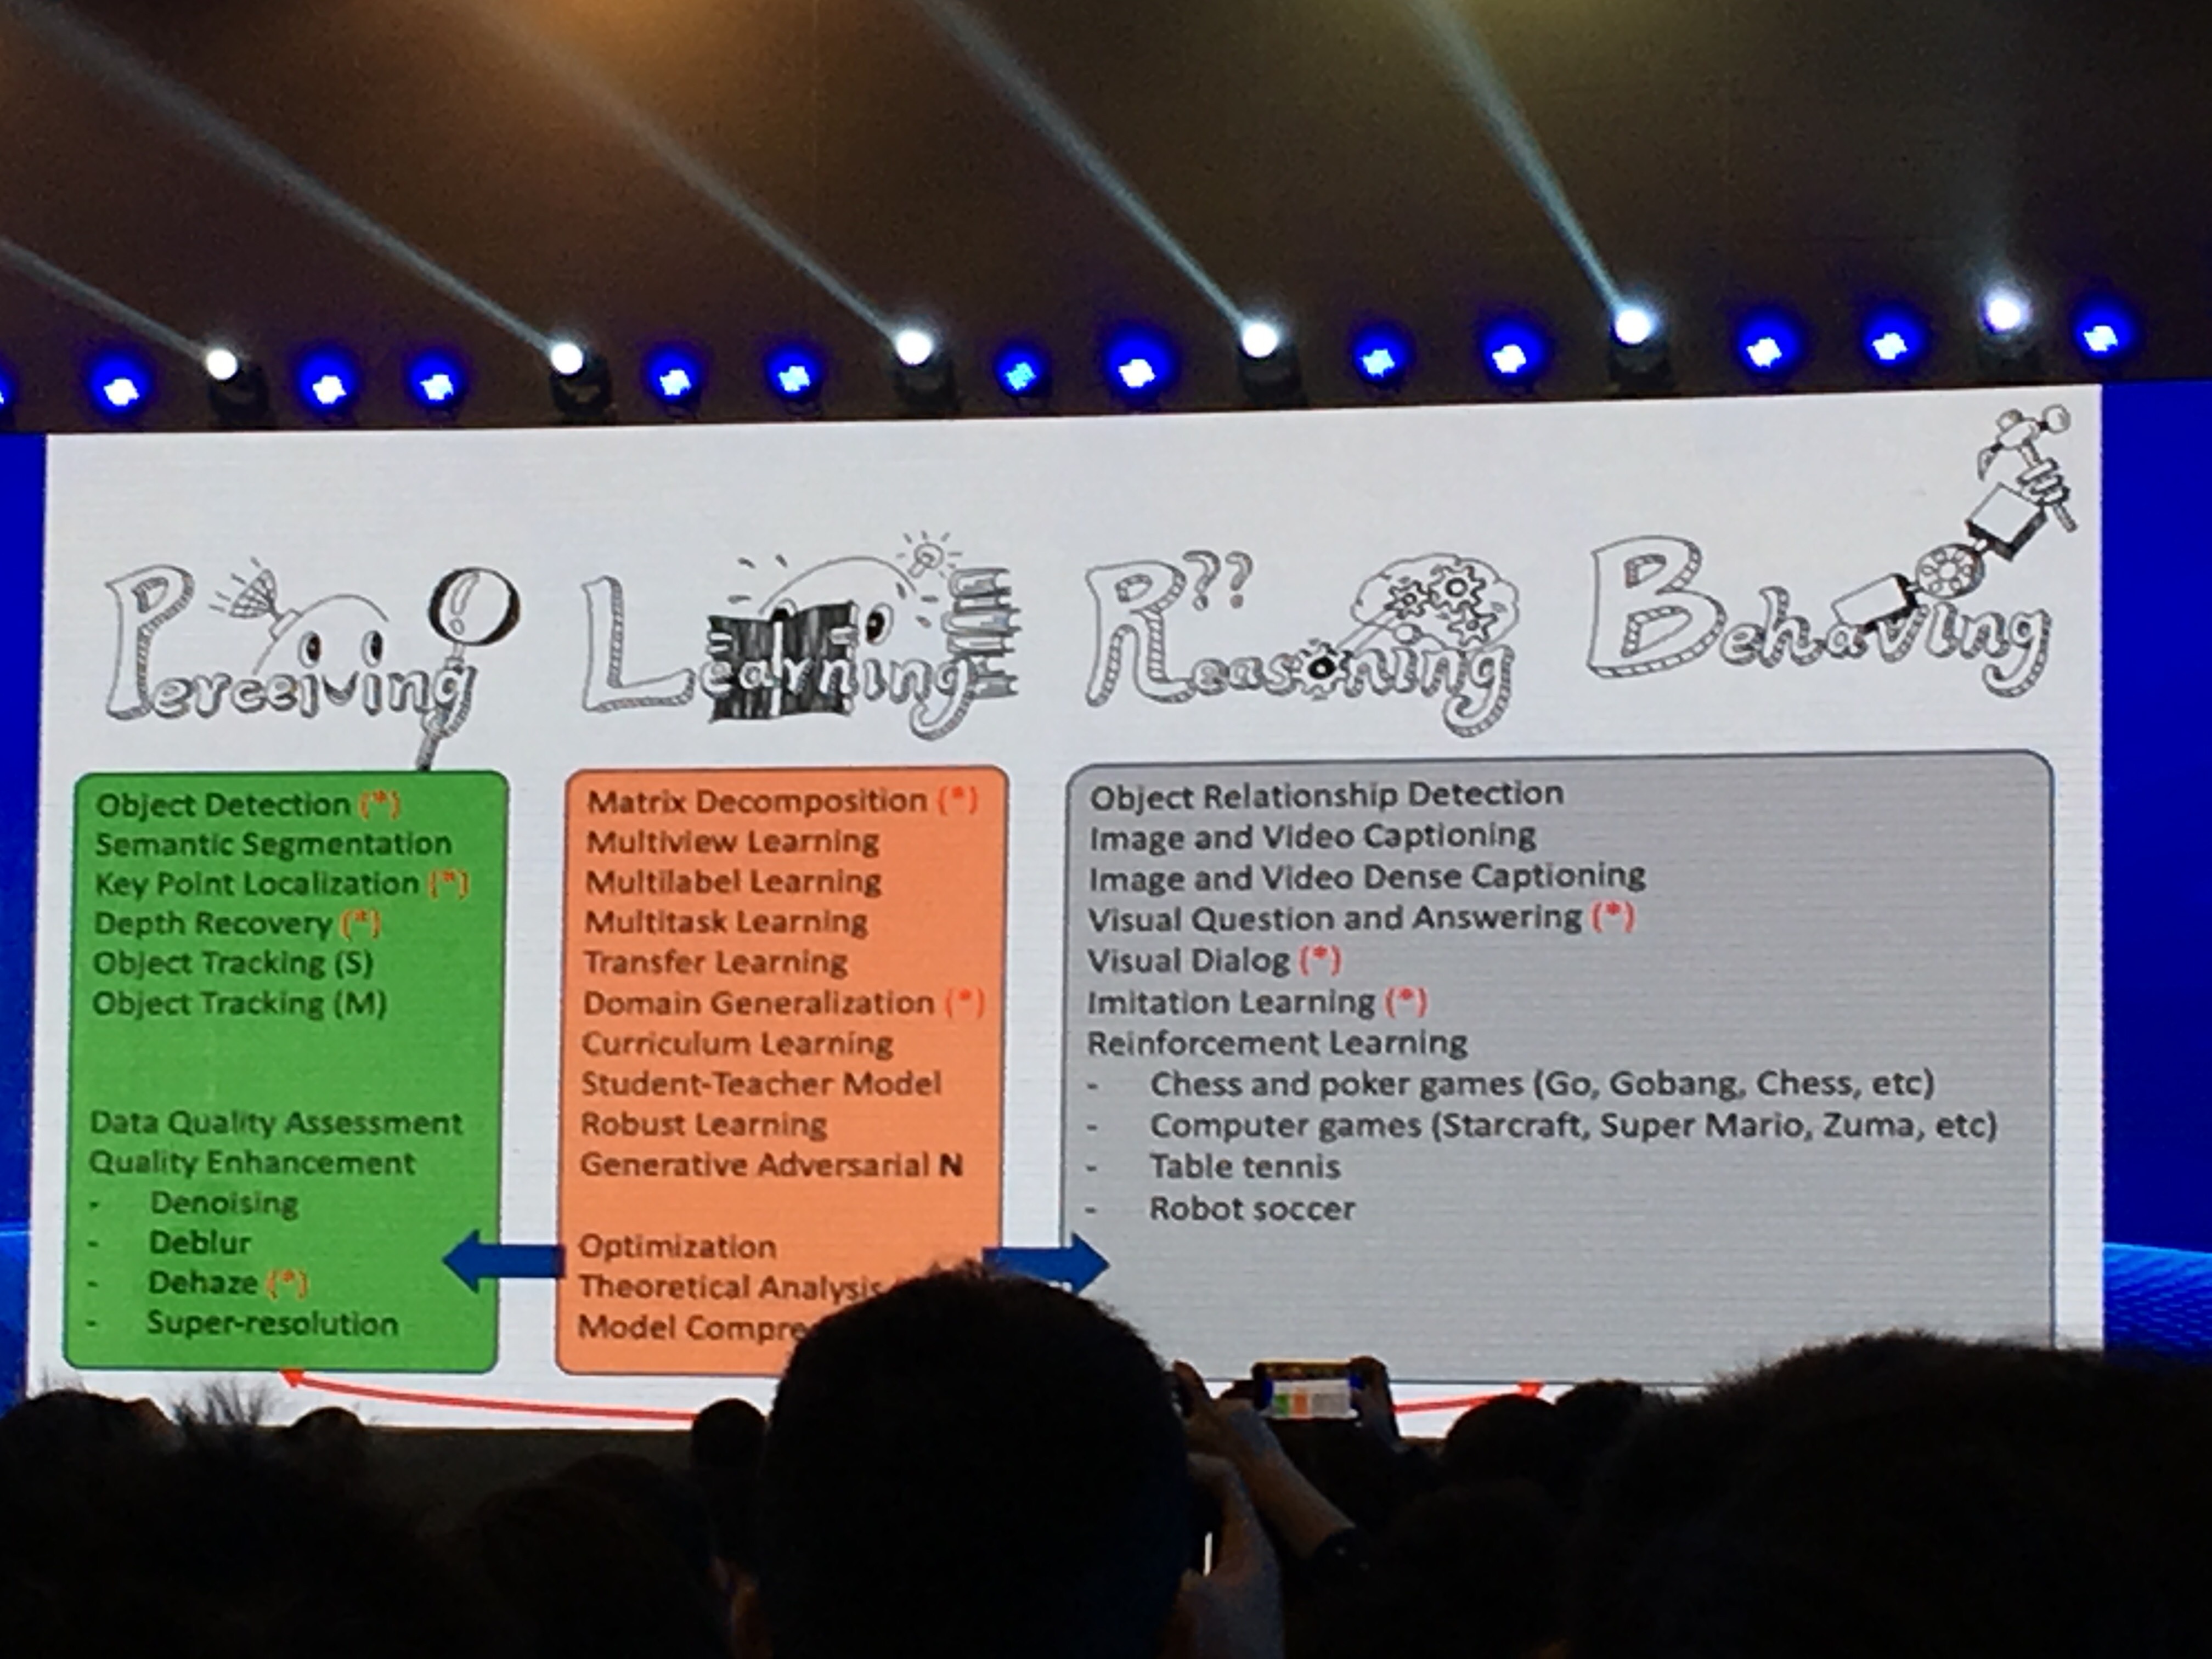 Perceiving
Learning
R?? Reasoning
Behaving
Object Detection (*)
Semantic Segmentation
Key Point Localization (*)
Depth Recovery (*)
Object Tracking (S)
Object Tracking (M)
Data Quality Assessment
Quality Enhancement
- Denoising
- Deblur
- Dehaze (*)
- Super-resolution
Matrix Decomposition (*)
Multiview Learning
Multilabel Learning
Multitask Learning
Transfer Learning
Domain Generalization (*)
Curriculum Learning
Student-Teacher Model
Robust Learning
Generative Adversarial N
Optimization
Theoretical Analysis
Model
Object Relationship Detection
Image and Video Captioning
Image and Video Dense Captioning
Visual Question and Answering (*)
Visual Dialog (*)
Imitation Learning (*)
Reinforcement Learning
- Chess and poker games (Go, Gobang, Chess, etc)
- Computer games (Starcraft, Super Mario, Zuma, etc)
- Table tennis
- Robot soccer